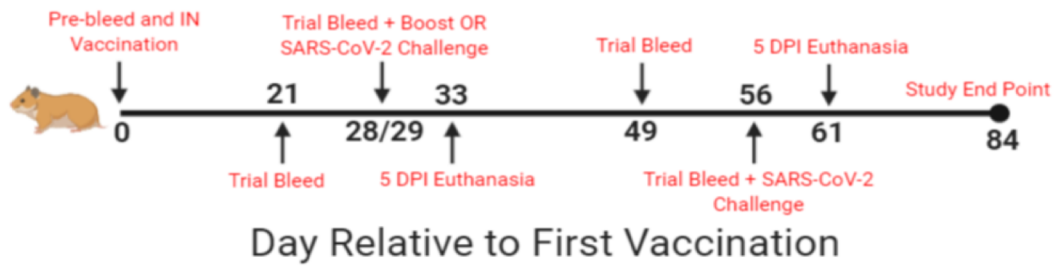 Pre-bleed and IN
Vaccination
Trial Bleed + Boost OR
SARS-CoV-2 Challenge
Trial Bleed
5 DPI Euthanasia
Study End Point
21
33
56
0
28/29
49
61
84
Trial Bleed
5 DPI Euthanasia
Trial Bleed + SARS-CoV-2
Challenge
Day Relative to First Vaccination